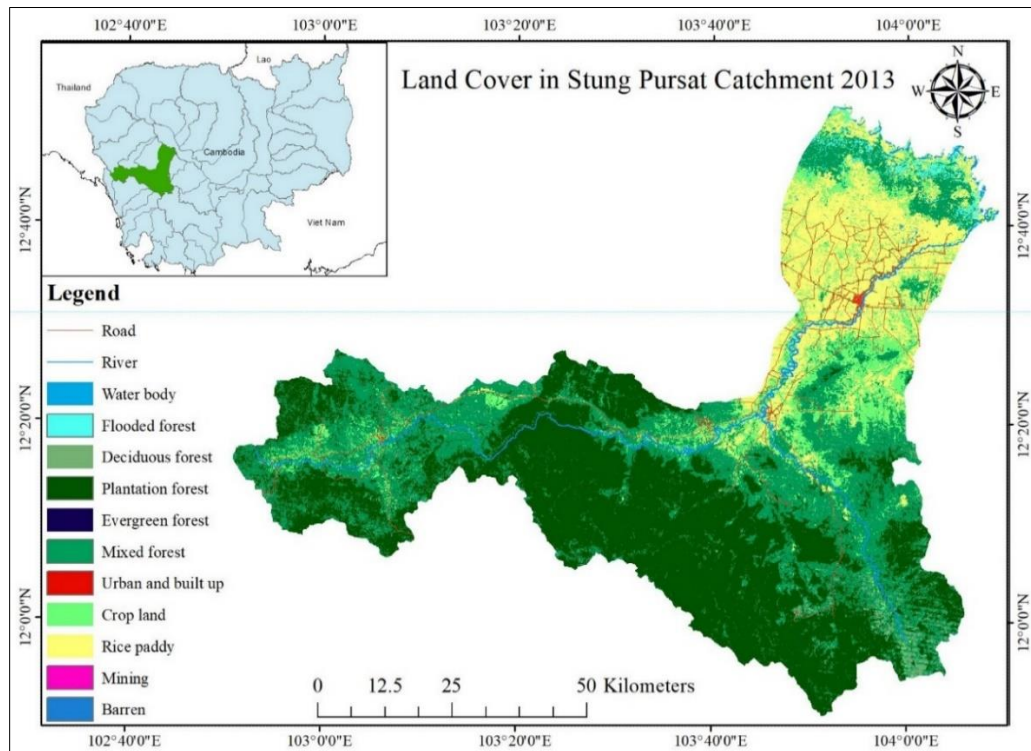 102°40'0"E 103°0'0"E 103°20'0"E 103°40'0"E 104°0'0"E
Land Cover in Stung Pursat Catchment 2013
N
W E
S
Lao
Thailand
Cambodia
Viet Nam
12°40'0"N
12°20'0"N
12°0'0"N
12°40'0"N
12°20'0"N
12°0'0"N
Legend
Road
River
Water body
Flooded forest
Deciduous forest
Plantation forest
Evergreen forest
Mixed forest
Urban and built up
Crop land
Rice paddy
Mining
Barren
0 12.5 25 50 Kilometers
102°40'0"E 103°0'0"E 103°20'0"E 103°40'0"E 104°0'0"E